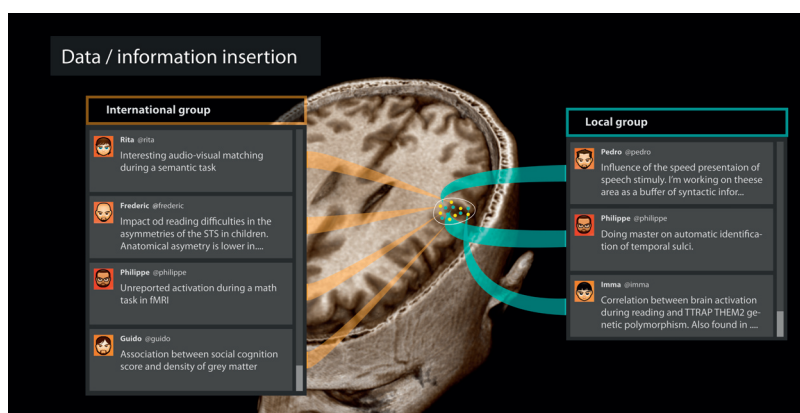 Data / information insertion
International group
Rita @rita
Interesting audio-visual matching
during a semantic task
Frederic @frederic
Impact od reading difficulties in the
asymmetries of the STS in children.
Anatomical asymetry is lower in....
Philippe @philippe
Unreported activation during a math
task in fMRI
Guido @guido
Association between social cognition
score and density of grey matter
Local group
Pedro @pedro
Influence of the speed presentaion of
speech stimuly. I'm working on theese
area as a buffer of syntactic infor...
Philippe @philippe
Doing master on automatic identifica-
tion of temporal sulci.
Imma @imma
Correlation between brain activation
during reading and TTRAP THEM2 ge-
netic polymorphism. Also found in ....